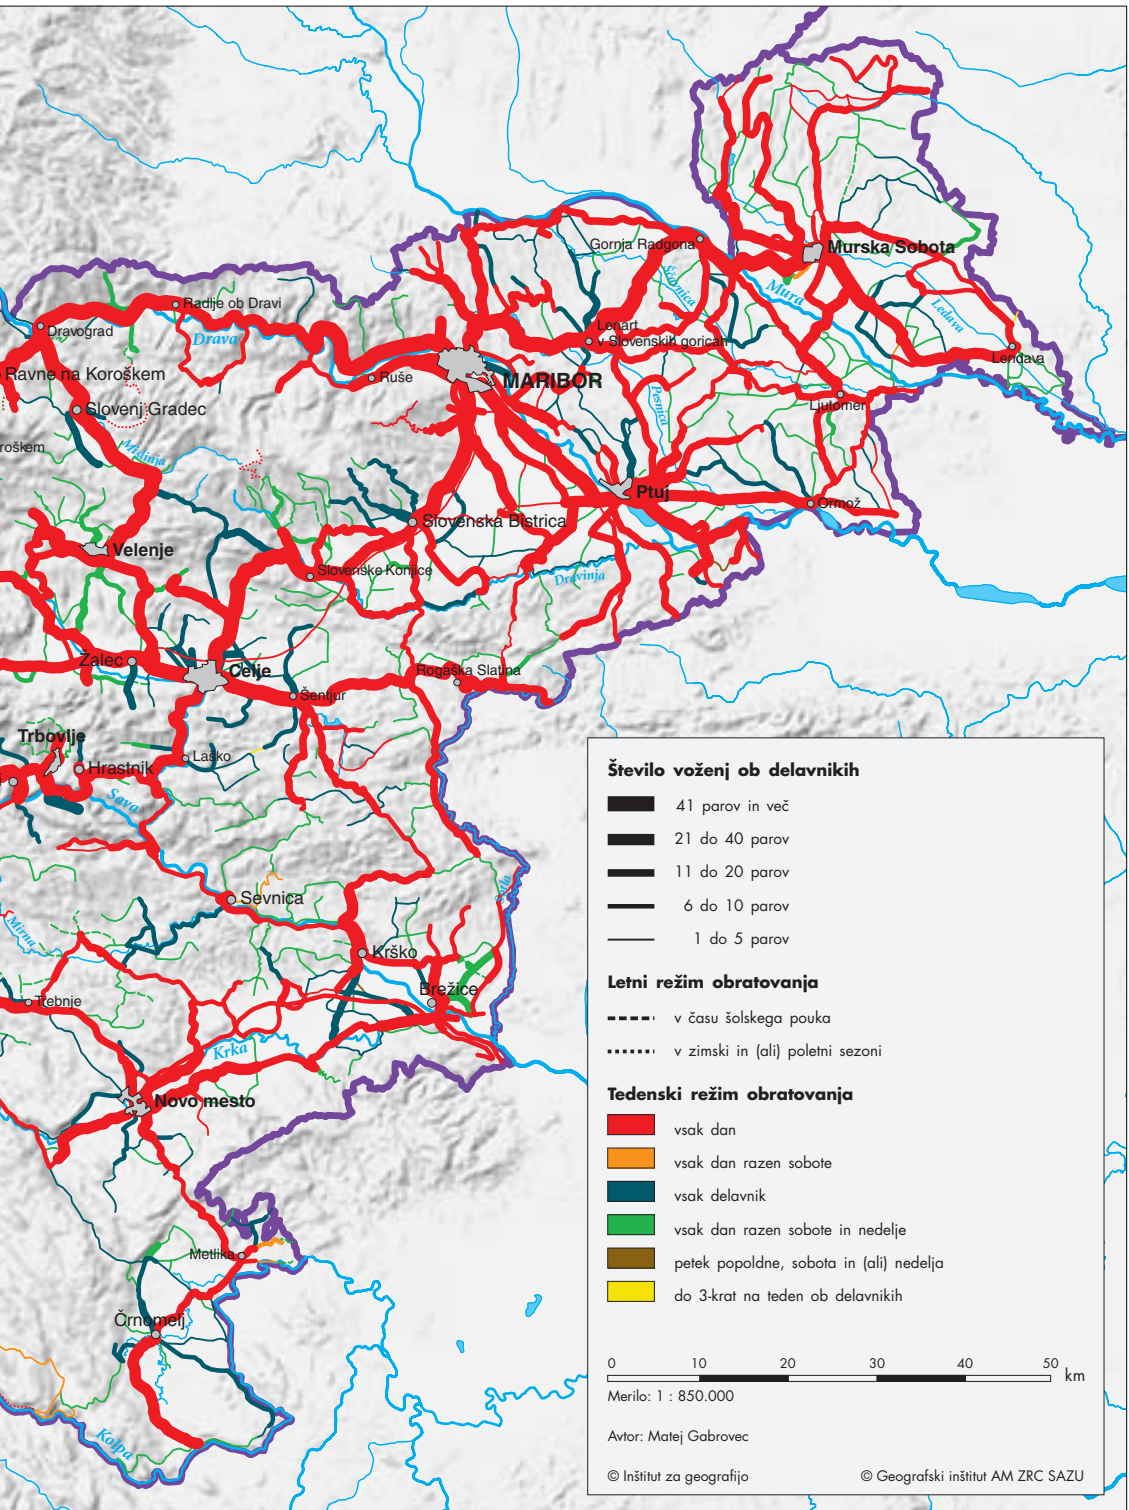 Murska Sobota
Gornja Radgona
Ščavnica
Mura
Ledava
Radlje ob Dravi
Dravograd
Drava
Lenart
v Slovenskih goricah
Lendava
Ravne na Koroškem
Ruše
MARIBOR
Slovenj Gradec
Pesnica
Ljutomer
roškem
Mislinja
Ptuj
Ormož
Slovenska Bistrica
Velenje
Slovenske Konjice
Dravinja
Žalec
Celje
Rogaška Slatina
Šentjur
Trbovlje
Laško
Hrastnik
Sava
Sevnica
Sotla
Mirna
Krško
Brežice
Trebnje
Krka
Novo mesto
Metlika
Črnomelj
Kolpa
Število voženj ob delavnikih
41 parov in več
21 do 40 parov
11 do 20 parov
6 do 10 parov
1 do 5 parov
Letni režim obratovanja
v času šolskega pouka
v zimski in (ali) poletni sezoni
Tedenski režim obratovanja
vsak dan
vsak dan razen sobote
vsak delavnik
vsak dan razen sobote in nedelje
petek popoldne, sobota in (ali) nedelja
do 3-krat na teden ob delavnikih
0 10 20 30 40 50 km
Merilo: 1 : 850.000
Avtor: Matej Gabrovec
© Inštitut za geografijo © Geografski inštitut AM ZRC SAZU